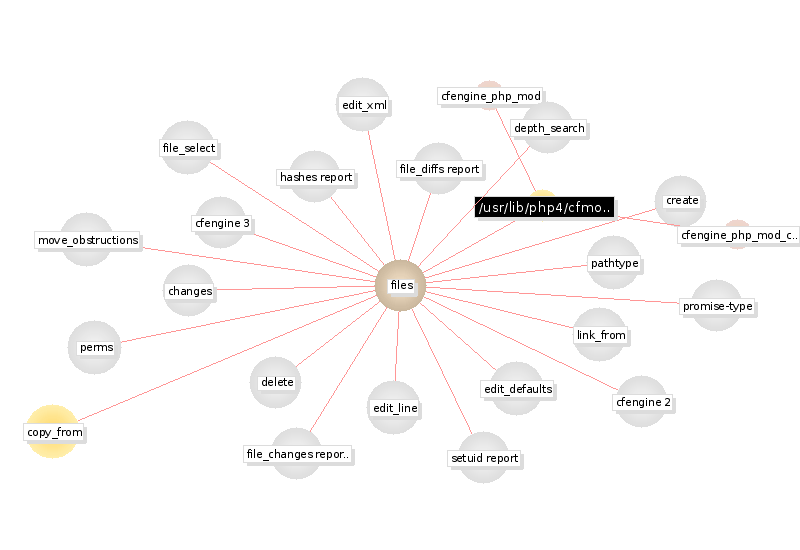 cfengine_php_mod
edit_xml
depth_search
file_select
file_diffs report
hashes report
create
/usr/lib/php4/cfmo..
cfengine 3
cfengine_php_mod_c..
move_obstructions
pathtype
files
changes
promise-type
link_from
perms
delete
edit_defaults
cfengine 2
edit_line
copy_from
file_changes repor..
setuid report